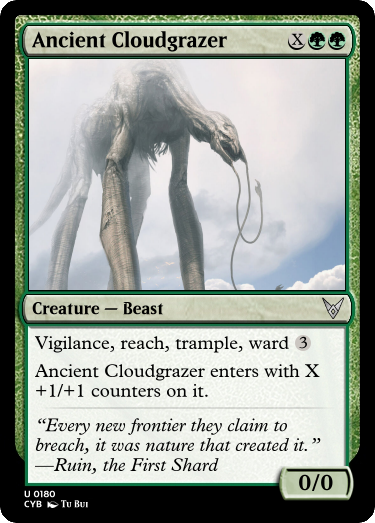 Ancient Cloudgrazer X
Creature — Beast
Vigilance, reach, trample, ward 3
Ancient Cloudgrazer enters with X
+1/+1 counters on it.
“Every new frontier they claim to
breach, it was nature that created it.”
—Ruin, the First Shard
0/0
U 0180
CYB Tu Bui